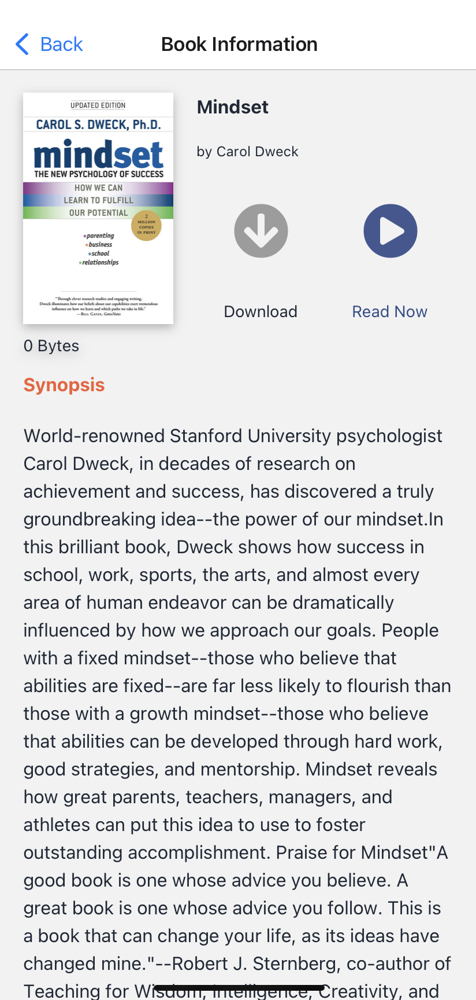 Back
Book Information
UPDATED EDITION
CAROL S. DWECK, Ph.D.
mindset
THE NEW PSYCHOLOGY OF SUCCESS
HOW WE CAN
LEARN TO FULFILL
OUR POTENTIAL
2
MILLION
COPIES
IN PRINT
*parenting
*business
*school
*relationships
"Through clever research studies and engaging writing,
Dweck illuminates how our beliefs about our capabilities exert tremendous
influence on how we learn and which paths we take in life."
—BILL GATES, GatesNotes
Mindset
by Carol Dweck
Download
Read Now
0 Bytes
Synopsis
World-renowned Stanford University psychologist
Carol Dweck, in decades of research on
achievement and success, has discovered a truly
groundbreaking idea--the power of our mindset.In
this brilliant book, Dweck shows how success in
school, work, sports, the arts, and almost every
area of human endeavor can be dramatically
influenced by how we approach our goals. People
with a fixed mindset--those who believe that
abilities are fixed--are far less likely to flourish than
those with a growth mindset--those who believe
that abilities can be developed through hard work,
good strategies, and mentorship. Mindset reveals
how great parents, teachers, managers, and
athletes can put this idea to use to foster
outstanding accomplishment. Praise for Mindset"A
good book is one whose advice you believe. A
great book is one whose advice you follow. This is
a book that can change your life, as its ideas have
changed mine."--Robert J. Sternberg, co-author of
Teaching for Wisdom, Intelligence, Creativity, and